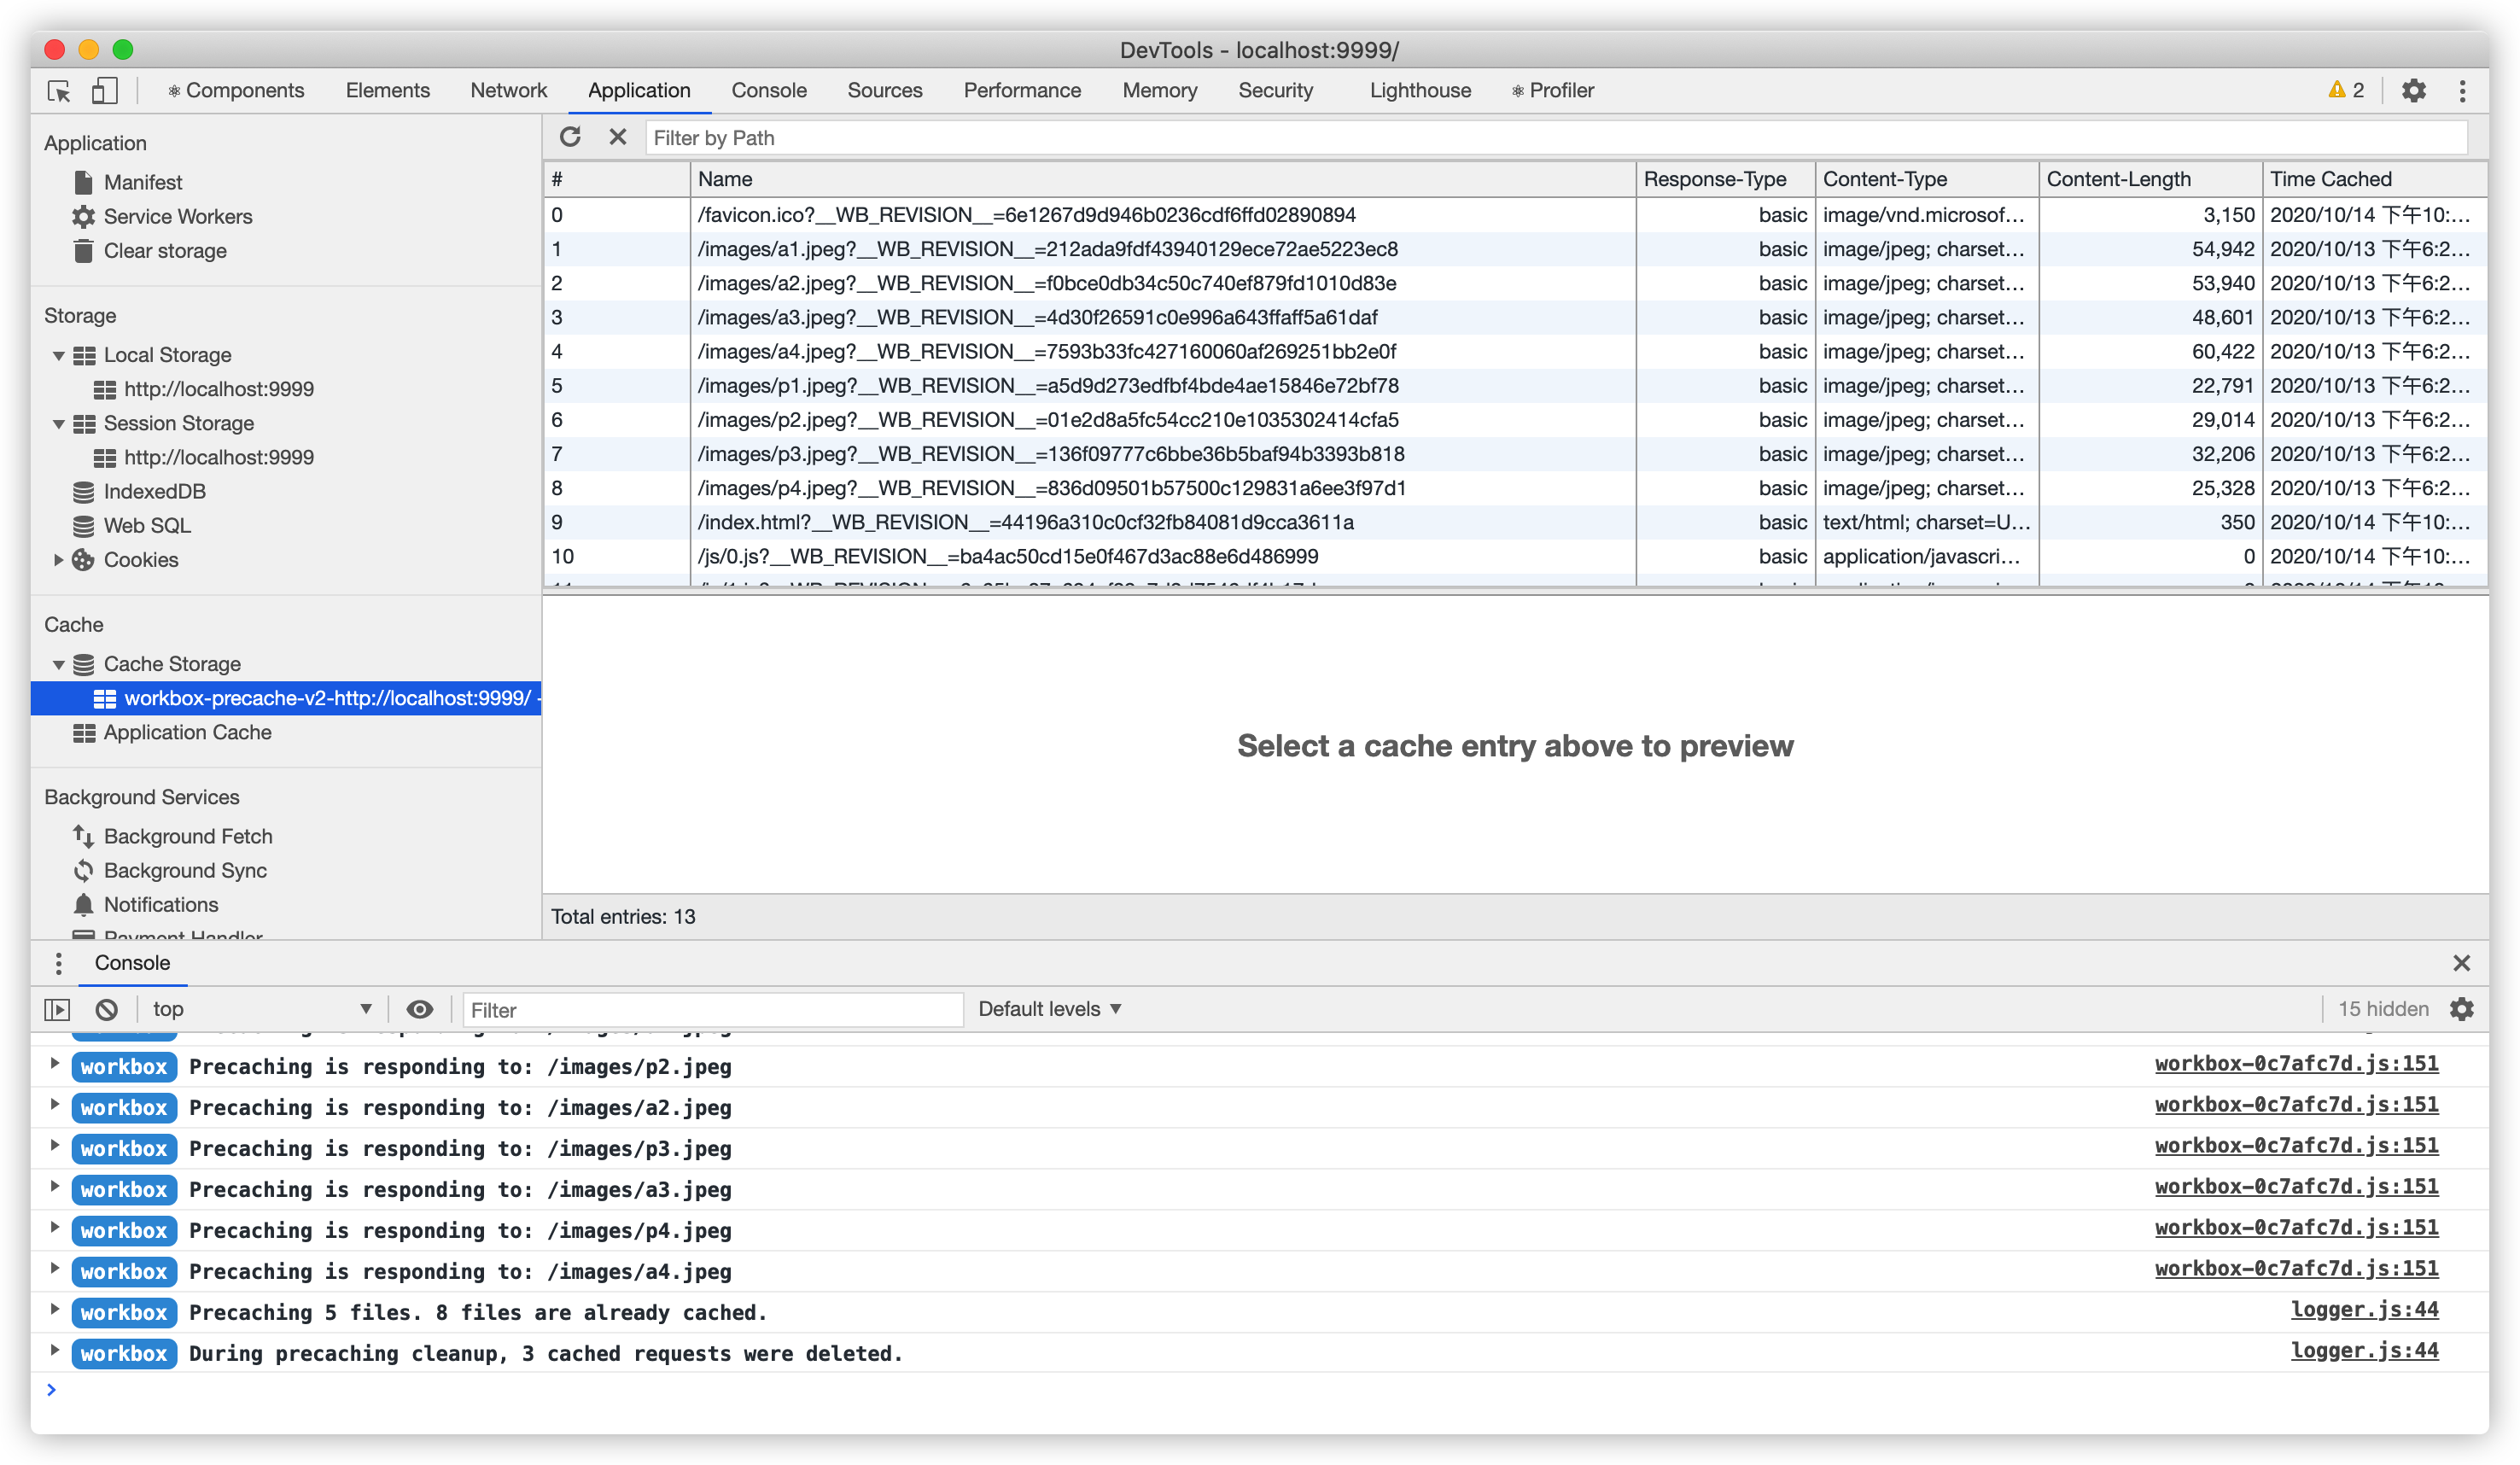 DevTools - localhost:9999/
Components Elements Network Application Console Sources Performance Memory Security Lighthouse Profiler 2
Application
Manifest
Service Workers
Clear storage
Storage
Local Storage
http://localhost:9999
Session Storage
http://localhost:9999
IndexedDB
Web SQL
Cookies
Cache
Cache Storage
workbox-precache-v2-http://localhost:9999/ -
Application Cache
Background Services
Background Fetch
Background Sync
Notifications
Payment Handler
Filter by Path
# Name Response-Type Content-Type Content-Length Time Cached
0 /favicon.ico?__WB_REVISION__=6e1267d9d946b0236cdf6ffd02890894 basic image/vnd.microsof… 3,150 2020/10/14 下午10:…
1 /images/a1.jpeg?__WB_REVISION__=212ada9fdf43940129ece72ae5223ec8 basic image/jpeg; charset… 54,942 2020/10/13 下午6:2…
2 /images/a2.jpeg?__WB_REVISION__=f0bce0db34c50c740ef879fd1010d83e basic image/jpeg; charset… 53,940 2020/10/13 下午6:2…
3 /images/a3.jpeg?__WB_REVISION__=4d30f26591c0e996a643ffaff5a61daf basic image/jpeg; charset… 48,601 2020/10/13 下午6:2…
4 /images/a4.jpeg?__WB_REVISION__=7593b33fc427160060af269251bb2e0f basic image/jpeg; charset… 60,422 2020/10/13 下午6:2…
5 /images/p1.jpeg?__WB_REVISION__=a5d9d273edfbf4bde4ae15846e72bf78 basic image/jpeg; charset… 22,791 2020/10/13 下午6:2…
6 /images/p2.jpeg?__WB_REVISION__=01e2d8a5fc54cc210e1035302414cfa5 basic image/jpeg; charset… 29,014 2020/10/13 下午6:2…
7 /images/p3.jpeg?__WB_REVISION__=136f09777c6bbe36b5baf94b3393b818 basic image/jpeg; charset… 32,206 2020/10/13 下午6:2…
8 /images/p4.jpeg?__WB_REVISION__=836d09501b57500c129831a6ee3f97d1 basic image/jpeg; charset… 25,328 2020/10/13 下午6:2…
9 /index.html?__WB_REVISION__=44196a310c0cf32fb84081d9cca3611a basic text/html; charset=U… 350 2020/10/14 下午10:…
10 /js/0.js?__WB_REVISION__=ba4ac50cd15e0f467d3ac88e6d486999 basic application/javascri… 0 2020/10/14 下午10:…
Select a cache entry above to preview
Total entries: 13
Console
top Filter Default levels 15 hidden
workbox Precaching is responding to: /images/p2.jpeg workbox-0c7afc7d.js:151
workbox Precaching is responding to: /images/a2.jpeg workbox-0c7afc7d.js:151
workbox Precaching is responding to: /images/p3.jpeg workbox-0c7afc7d.js:151
workbox Precaching is responding to: /images/a3.jpeg workbox-0c7afc7d.js:151
workbox Precaching is responding to: /images/p4.jpeg workbox-0c7afc7d.js:151
workbox Precaching is responding to: /images/a4.jpeg workbox-0c7afc7d.js:151
workbox Precaching 5 files. 8 files are already cached. logger.js:44
workbox During precaching cleanup, 3 cached requests were deleted. logger.js:44